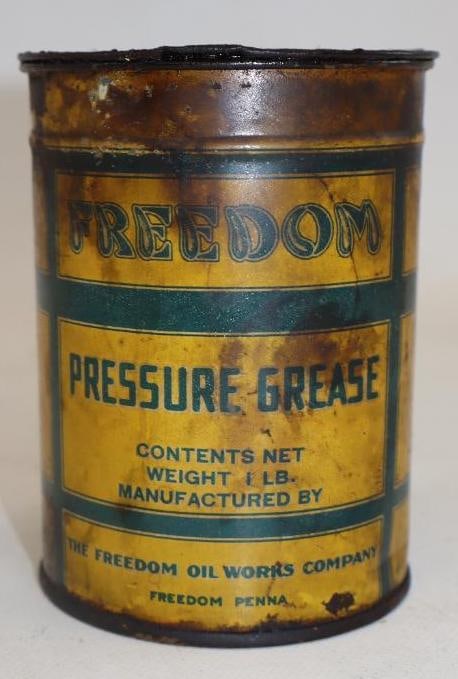 FREEDOM
PRESSURE GREASE
CONTENTS NET
WEIGHT 1 LB.
MANUFACTURED BY
THE FREEDOM OIL WORKS COMPANY
FREEDOM PENNA